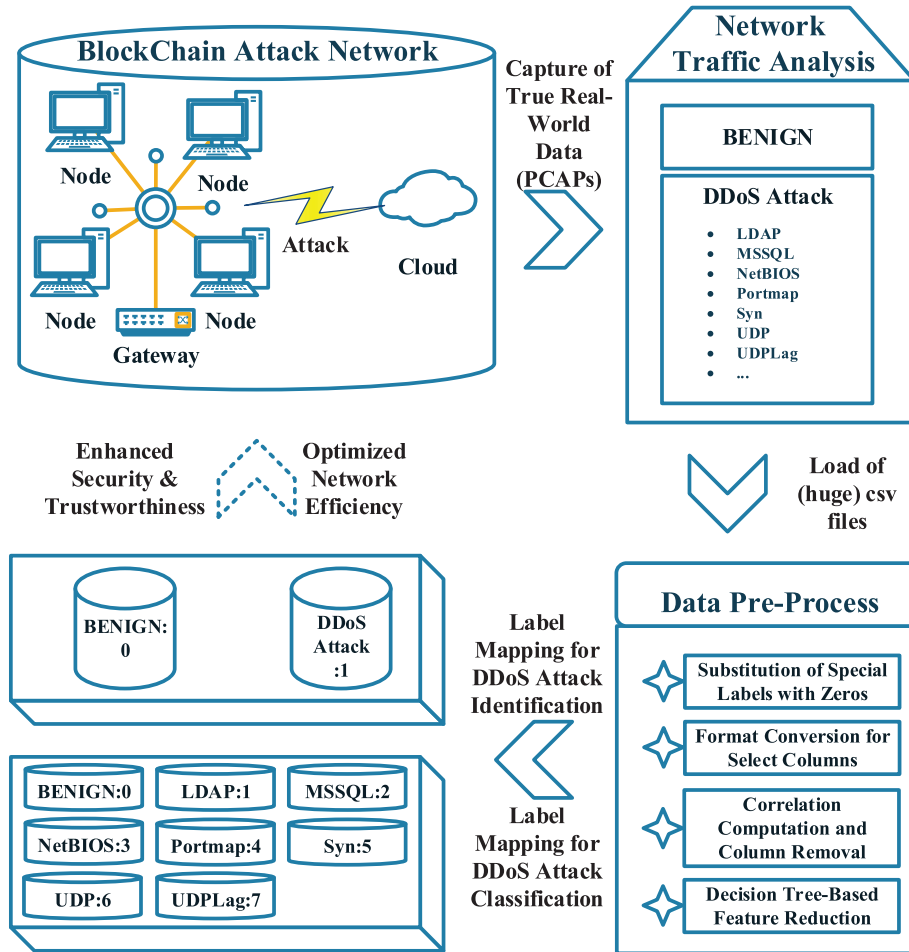 BlockChain Attack Network
Node
Node
Attack
Cloud
Node
Node
Gateway
Capture of
True Real-
World
Data
(PCAPs)
Network
Traffic Analysis
BENIGN
DDoS Attack
• LDAP
• MSSQL
• NetBIOS
• Portmap
• Syn
• UDP
• UDPLag
• ...
Load of
(huge) csv
files
Data Pre-Process
Substitution of Special
Labels with Zeros
Format Conversion for
Select Columns
Correlation
Computation and
Column Removal
Decision Tree-Based
Feature Reduction
Label
Mapping for
DDoS Attack
Identification
Label
Mapping for
DDoS Attack
Classification
BENIGN:
0
DDoS
Attack
:1
BENIGN:0
LDAP:1
MSSQL:2
NetBIOS:3
Portmap:4
Syn:5
UDP:6
UDPLag:7
Enhanced
Security &
Trustworthiness
Optimized
Network
Efficiency